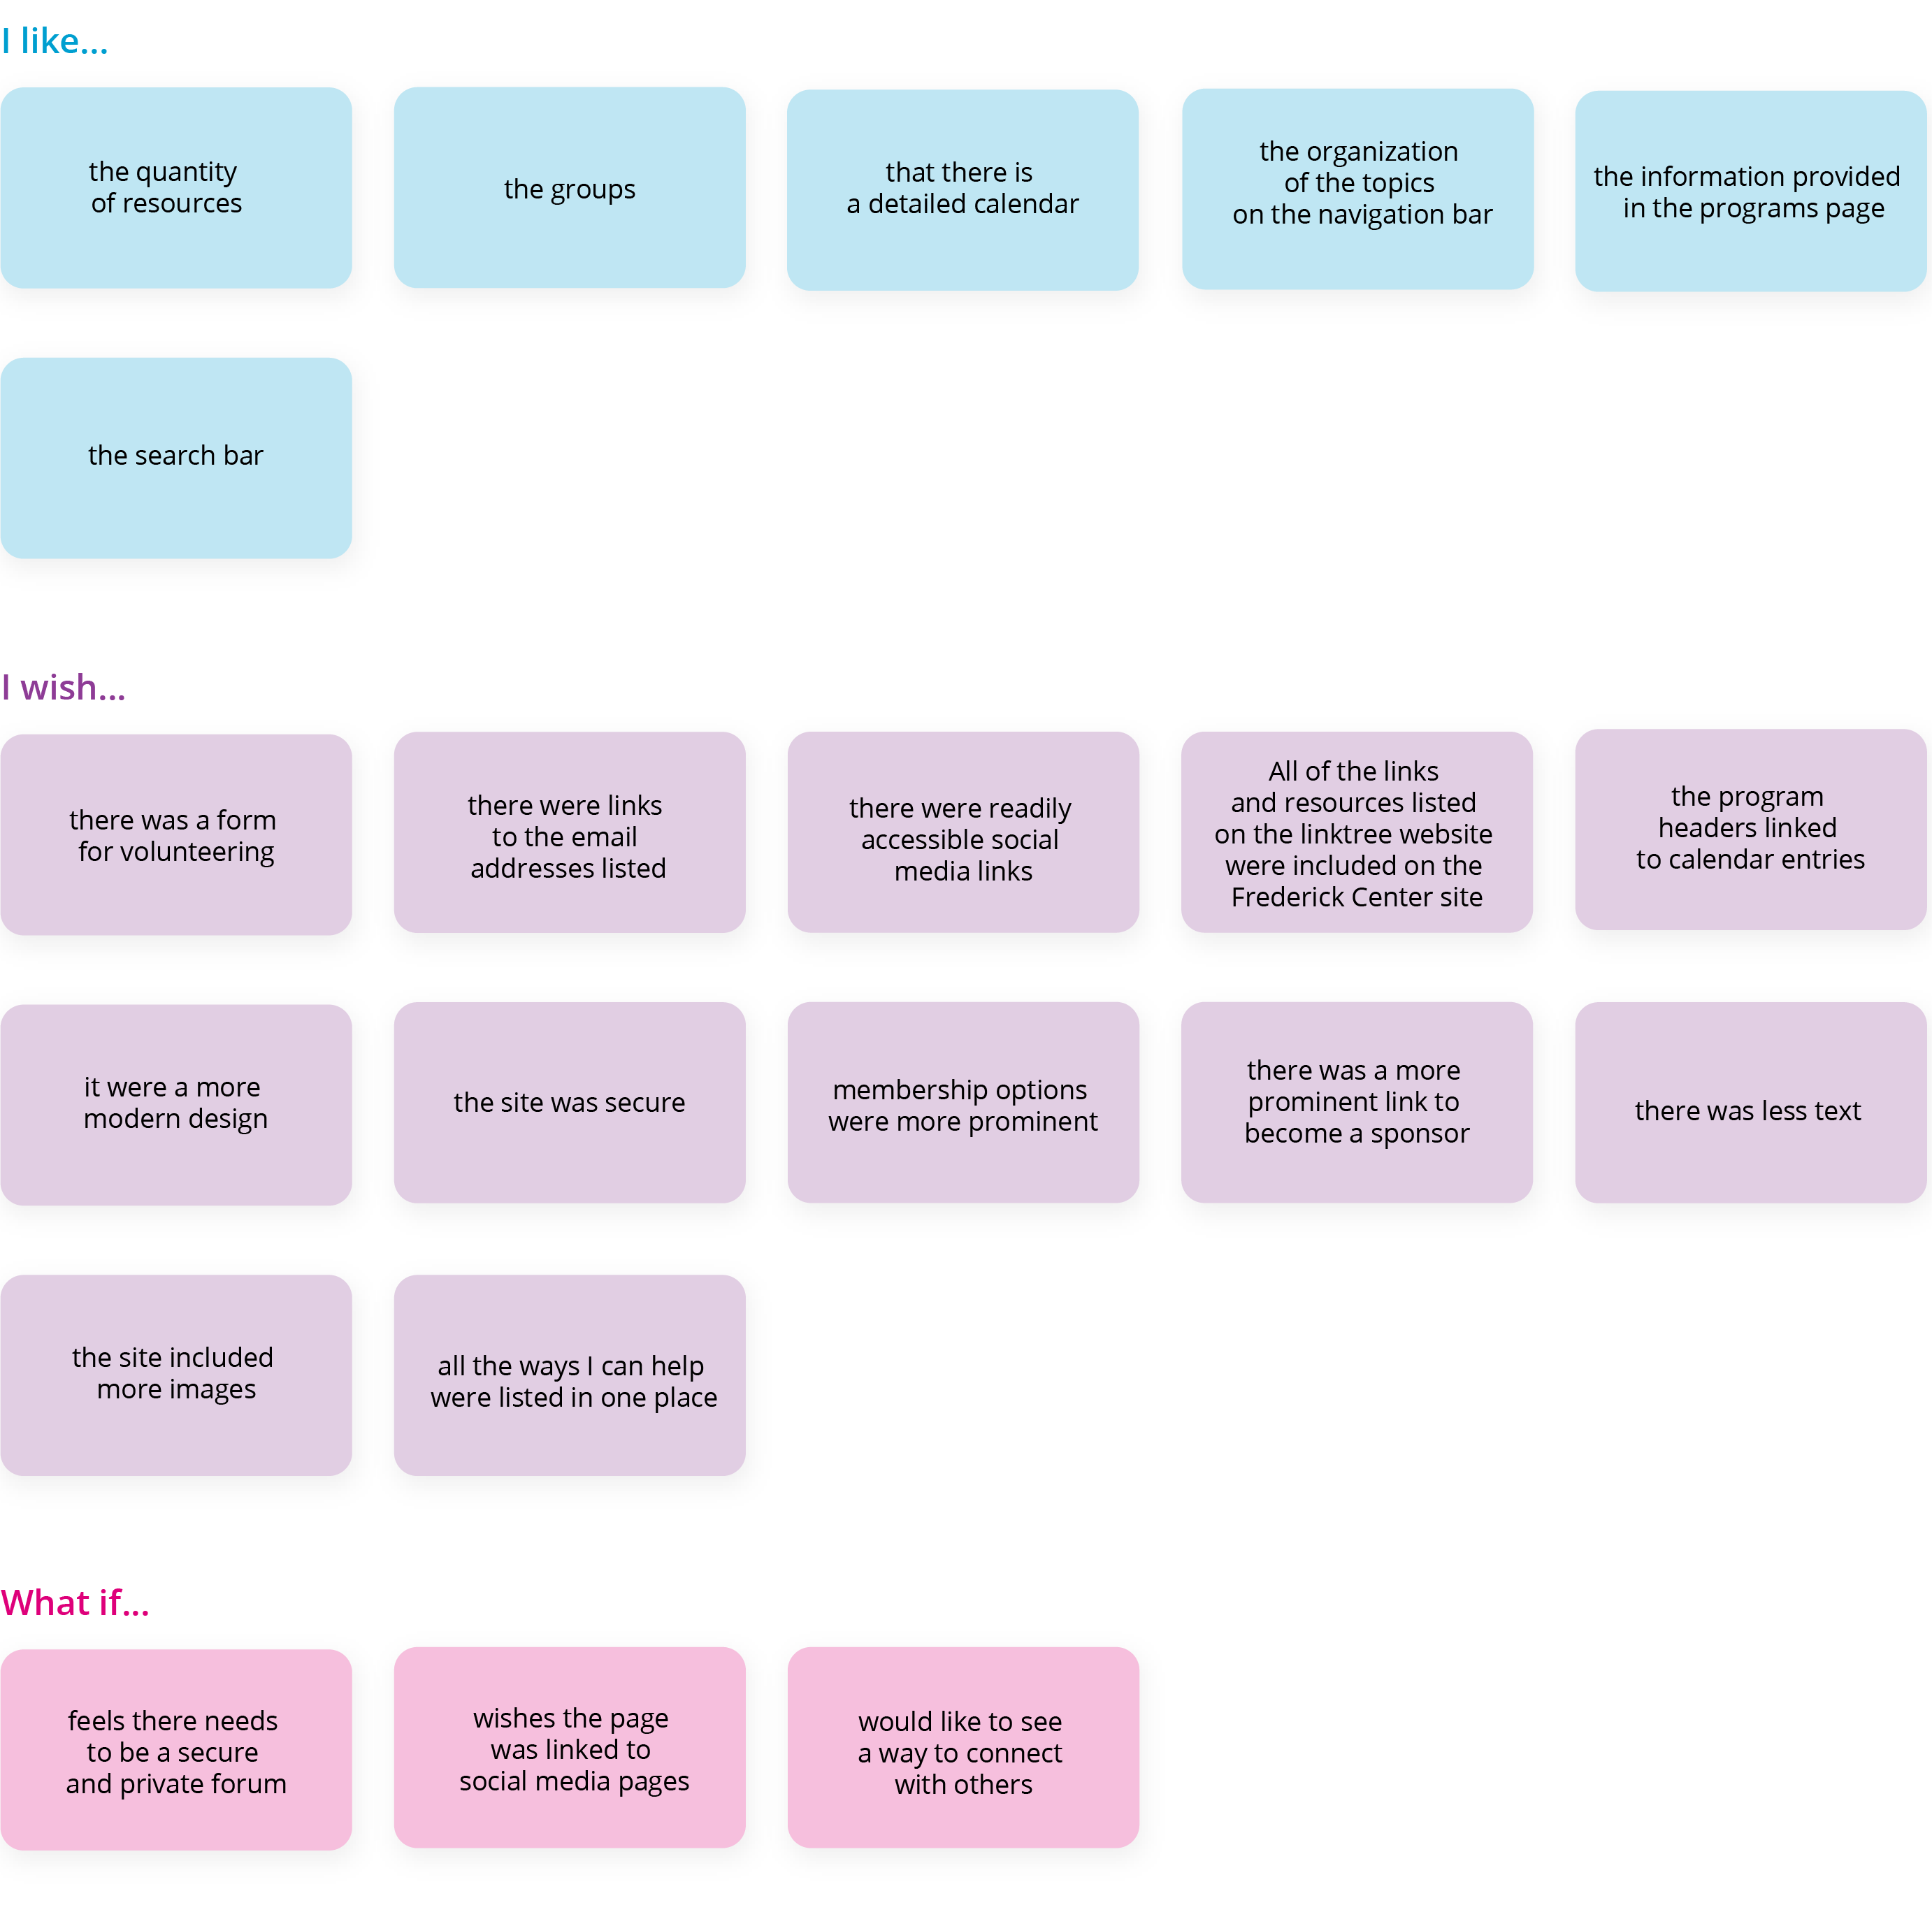 I like...
the quantity
of resources
the groups
that there is
a detailed calendar
the organization
of the topics
on the navigation bar
the information provided
in the programs page
the search bar
I wish...
there was a form
for volunteering
there were links
to the email
addresses listed
there were readily
accessible social
media links
All of the links
and resources listed
on the linktree website
were included on the
Frederick Center site
the program
headers linked
to calendar entries
it were a more
modern design
the site was secure
membership options
were more prominent
there was a more
prominent link to
become a sponsor
there was less text
the site included
more images
all the ways I can help
were listed in one place
What if...
feels there needs
to be a secure
and private forum
wishes the page
was linked to
social media pages
would like to see
a way to connect
with others